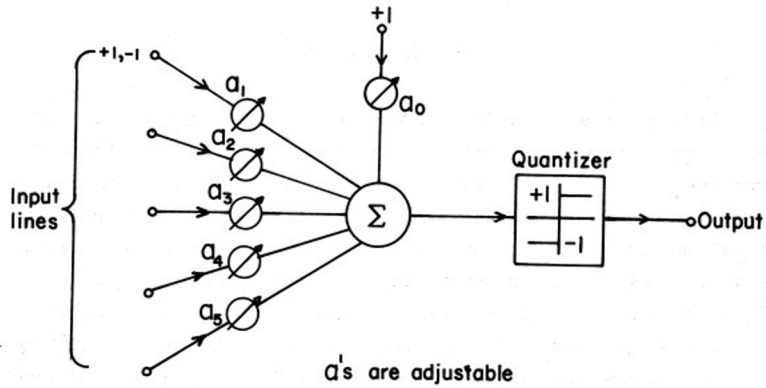 +1
+1,-1
a1
a0
a2
Quantizer
a3
Input
lines
+1
-1
Σ
Output
a4
a5
a's are adjustable